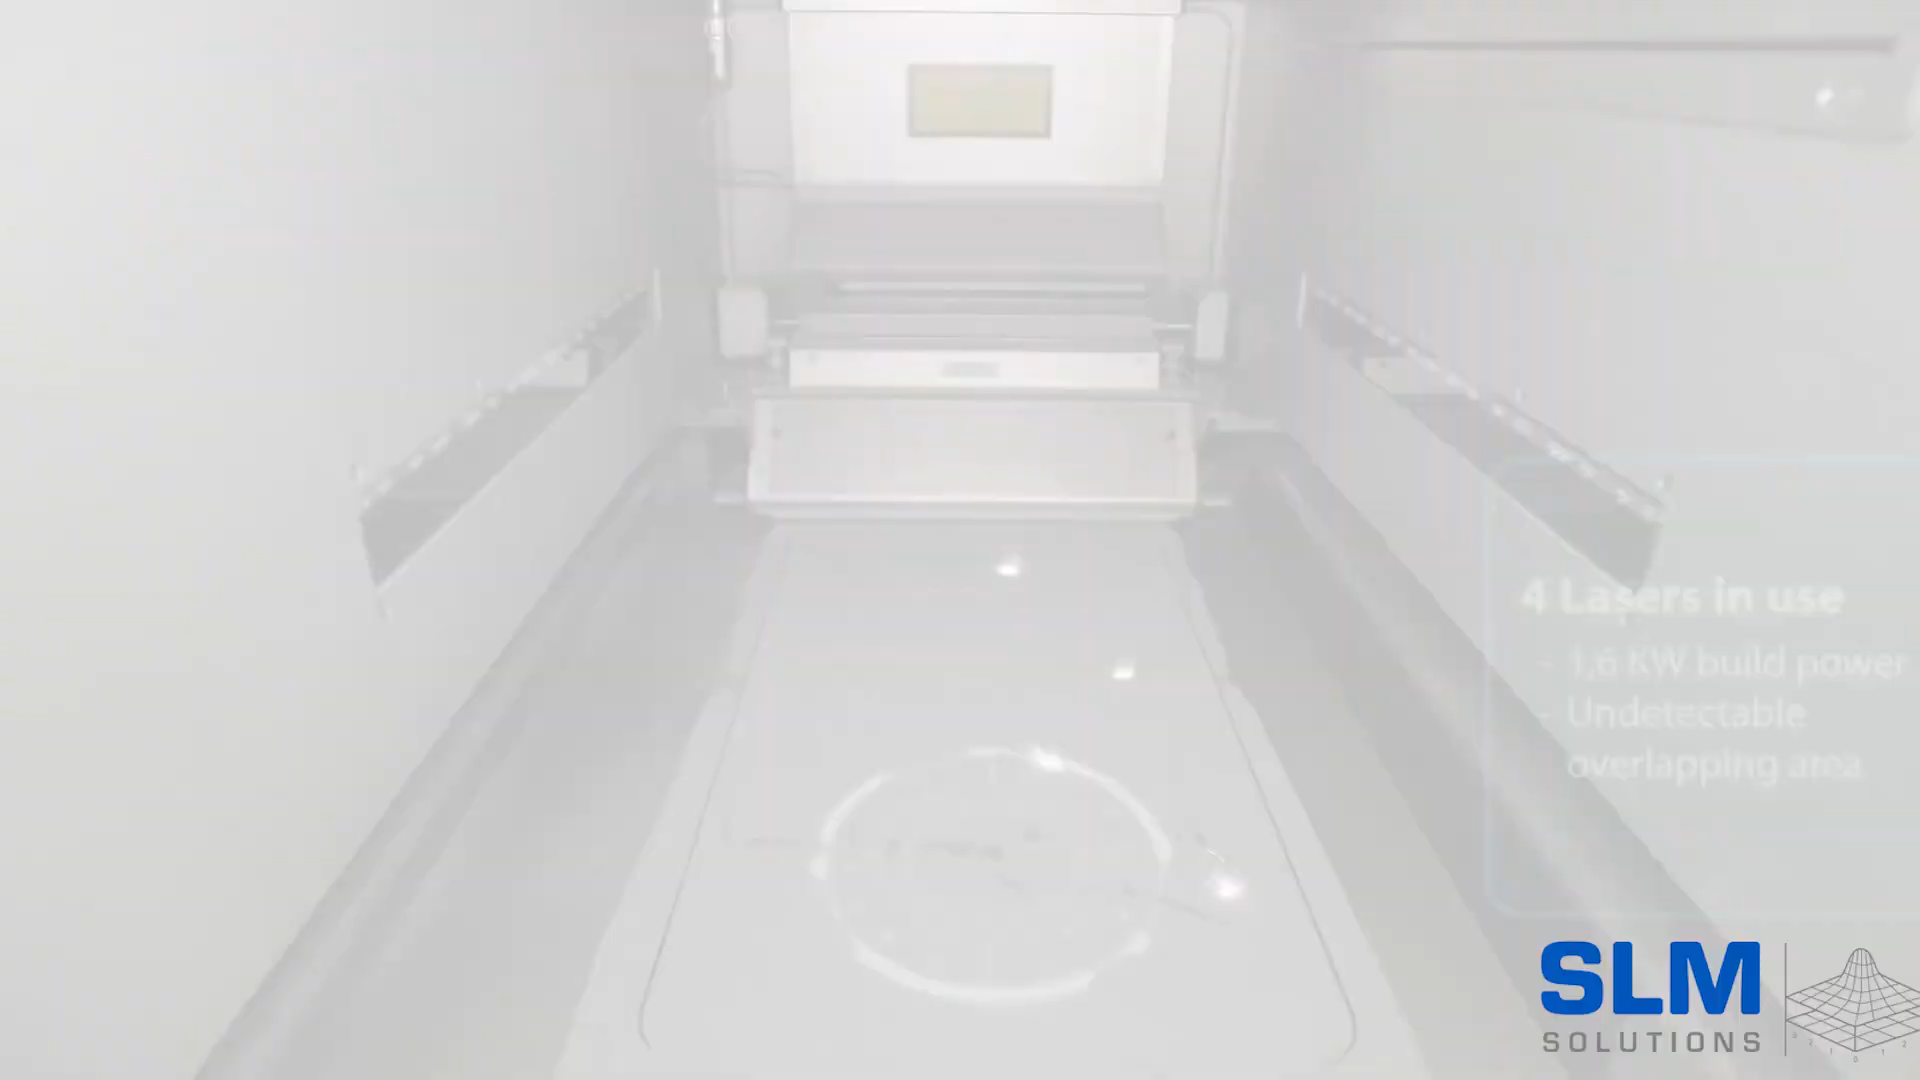 4 Lasers in use
- 1,6 KW build power
- Undetectable
overlapping area
SLM
SOLUTIONS